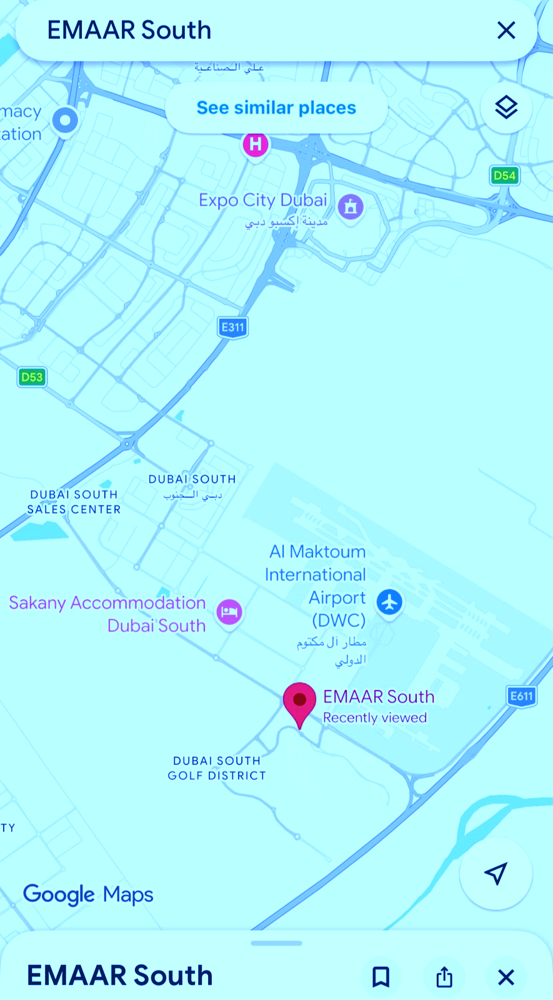 EMAAR South
علي الصناعية
See similar places
macy
tation
H
D54
Expo City Dubai
مدينة إكسبو دبي
E311
D53
DUBAI SOUTH
دبي الجنوب
DUBAI SOUTH
SALES CENTER
Al Maktoum
International
Airport
(DWC)
مطار آل مكتوم
الدولي
Sakany Accommodation
Dubai South
EMAAR South
Recently viewed
E611
DUBAI SOUTH
GOLF DISTRICT
TY
Google Maps
EMAAR South